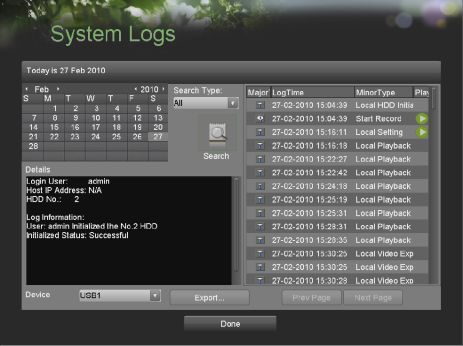 System Logs
Today is 27 Feb 2010
Feb 2010
S M T W T F S
1 2 3 4 5 6
7 8 9 10 11 12 13
14 15 16 17 18 19 20
21 22 23 24 25 26 27
28
Search Type:
All
Search
Major LogTime MinorType Play
27-02-2010 15:04:39 Local HDD Initia
27-02-2010 15:04:39 Start Record
27-02-2010 15:16:11 Local Setting
27-02-2010 15:16:18 Local Playback
27-02-2010 15:22:27 Local Playback
27-02-2010 15:22:42 Local Playback
27-02-2010 15:24:18 Local Playback
27-02-2010 15:25:19 Local Playback
27-02-2010 15:25:31 Local Playback
27-02-2010 15:28:31 Local Playback
27-02-2010 15:28:35 Local Playback
27-02-2010 15:30:25 Local Video Exp
27-02-2010 15:30:25 Local Video Exp
27-02-2010 15:30:28 Local Video Exp
Details
Login User: admin
Host IP Address: N/A
HDD No.: 2
Log Information:
User: admin Initialized the No.2 HDD
Initialized Status: Successful
Device USB1
Export...
Prev Page
Next Page
Done